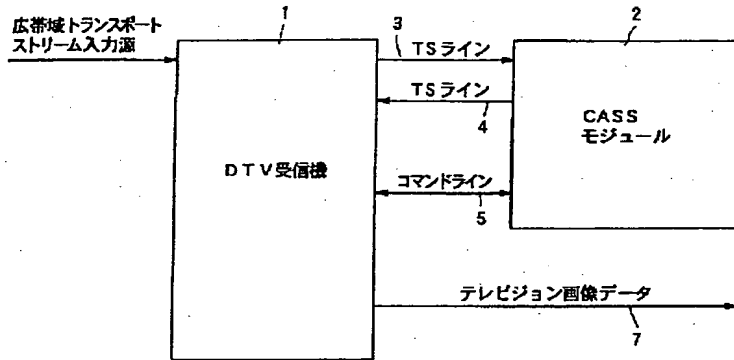 広帯域トランスポート
ストリーム入力源
1
2
3
TSライン
TSライン
4
CASS
モジュール
DTV受信機
コマンドライン
5
テレビジョン画像データ
7